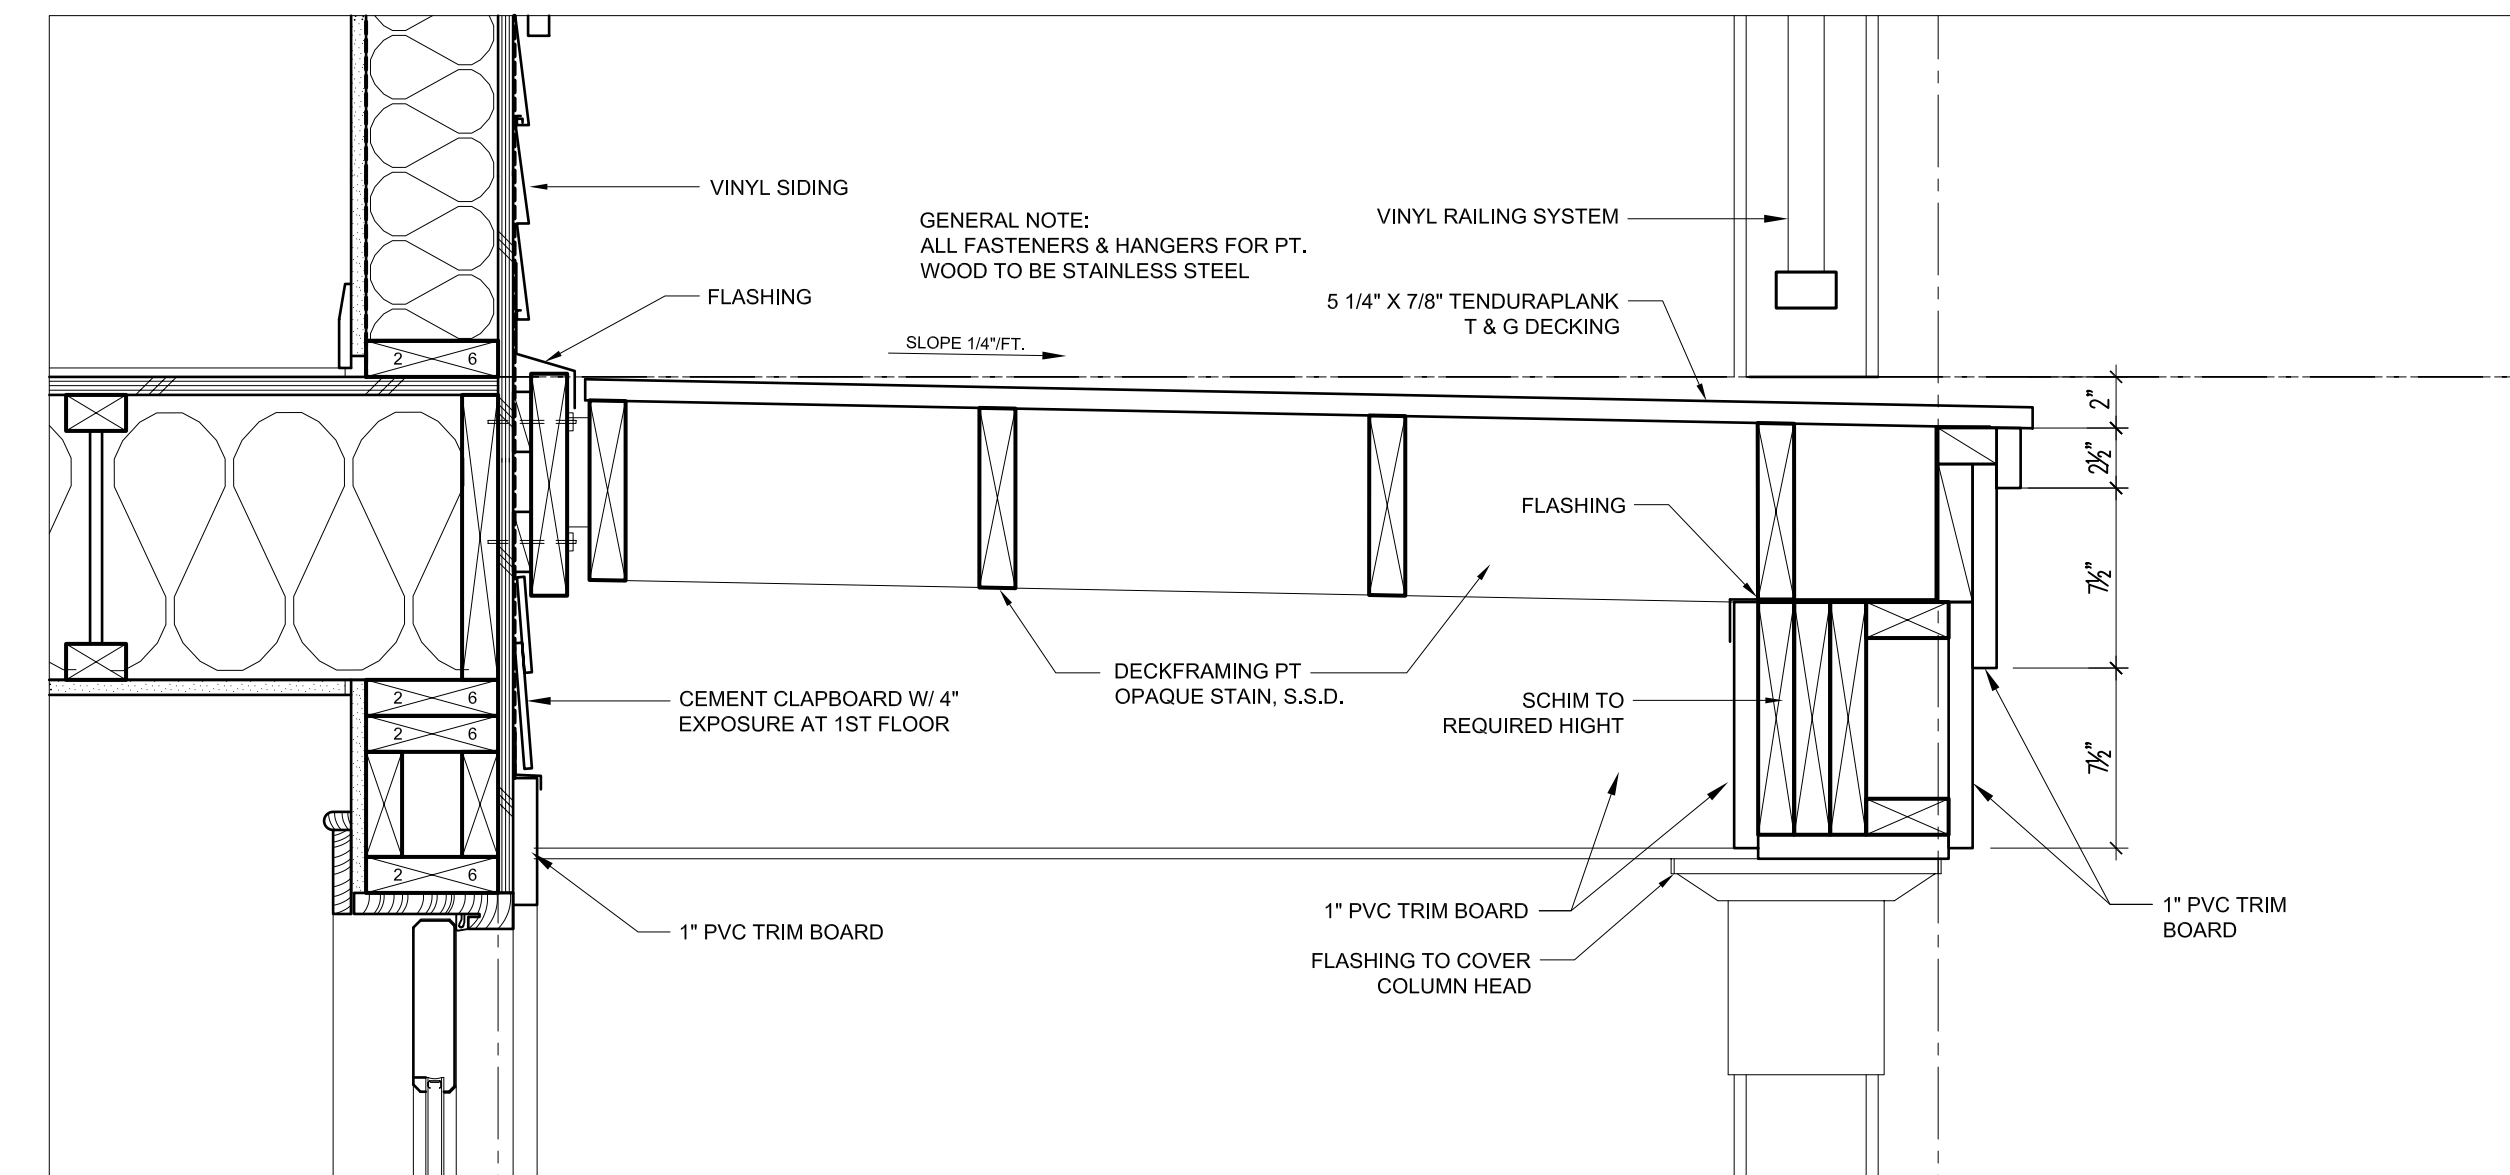 VINYL SIDING
GENERAL NOTE:
ALL FASTENERS & HANGERS FOR PT.
WOOD TO BE STAINLESS STEEL
VINYL RAILING SYSTEM
FLASHING
5 1/4" X 7/8" TENDURAPLANK
T & G DECKING
SLOPE 1/4"/FT.
2 6
2"
2½"
FLASHING
7½"
DECKFRAMING PT
OPAQUE STAIN, S.S.D.
2 6
CEMENT CLAPBOARD W/ 4"
EXPOSURE AT 1ST FLOOR
SCHIM TO
REQUIRED HIGHT
2 6
7½"
2 6
1" PVC TRIM BOARD
1" PVC TRIM
BOARD
1" PVC TRIM BOARD
FLASHING TO COVER
COLUMN HEAD